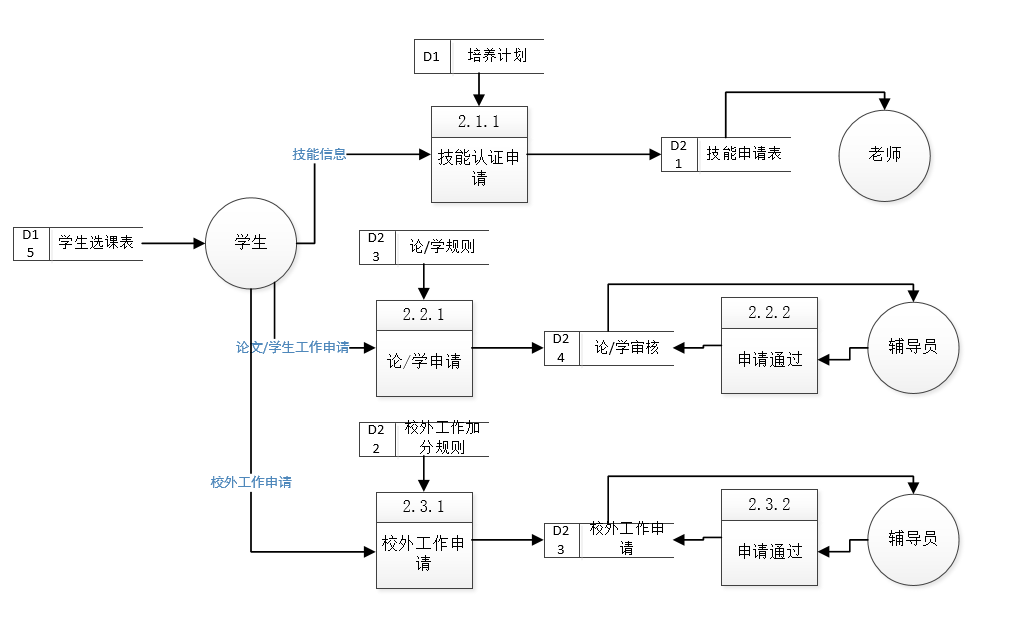 D1
培养计划
2.1.1
技能认证申
请
技能信息
D2
1
技能申请表
老师
D1
5
学生选课表
学生
D2
3
论/学规则
2.2.1
论/学申请
论文/学生工作申请
D2
4
论/学审核
2.2.2
申请通过
辅导员
D2
2
校外工作加
分规则
校外工作申请
2.3.1
校外工作申
请
D2
3
校外工作申
请
2.3.2
申请通过
辅导员